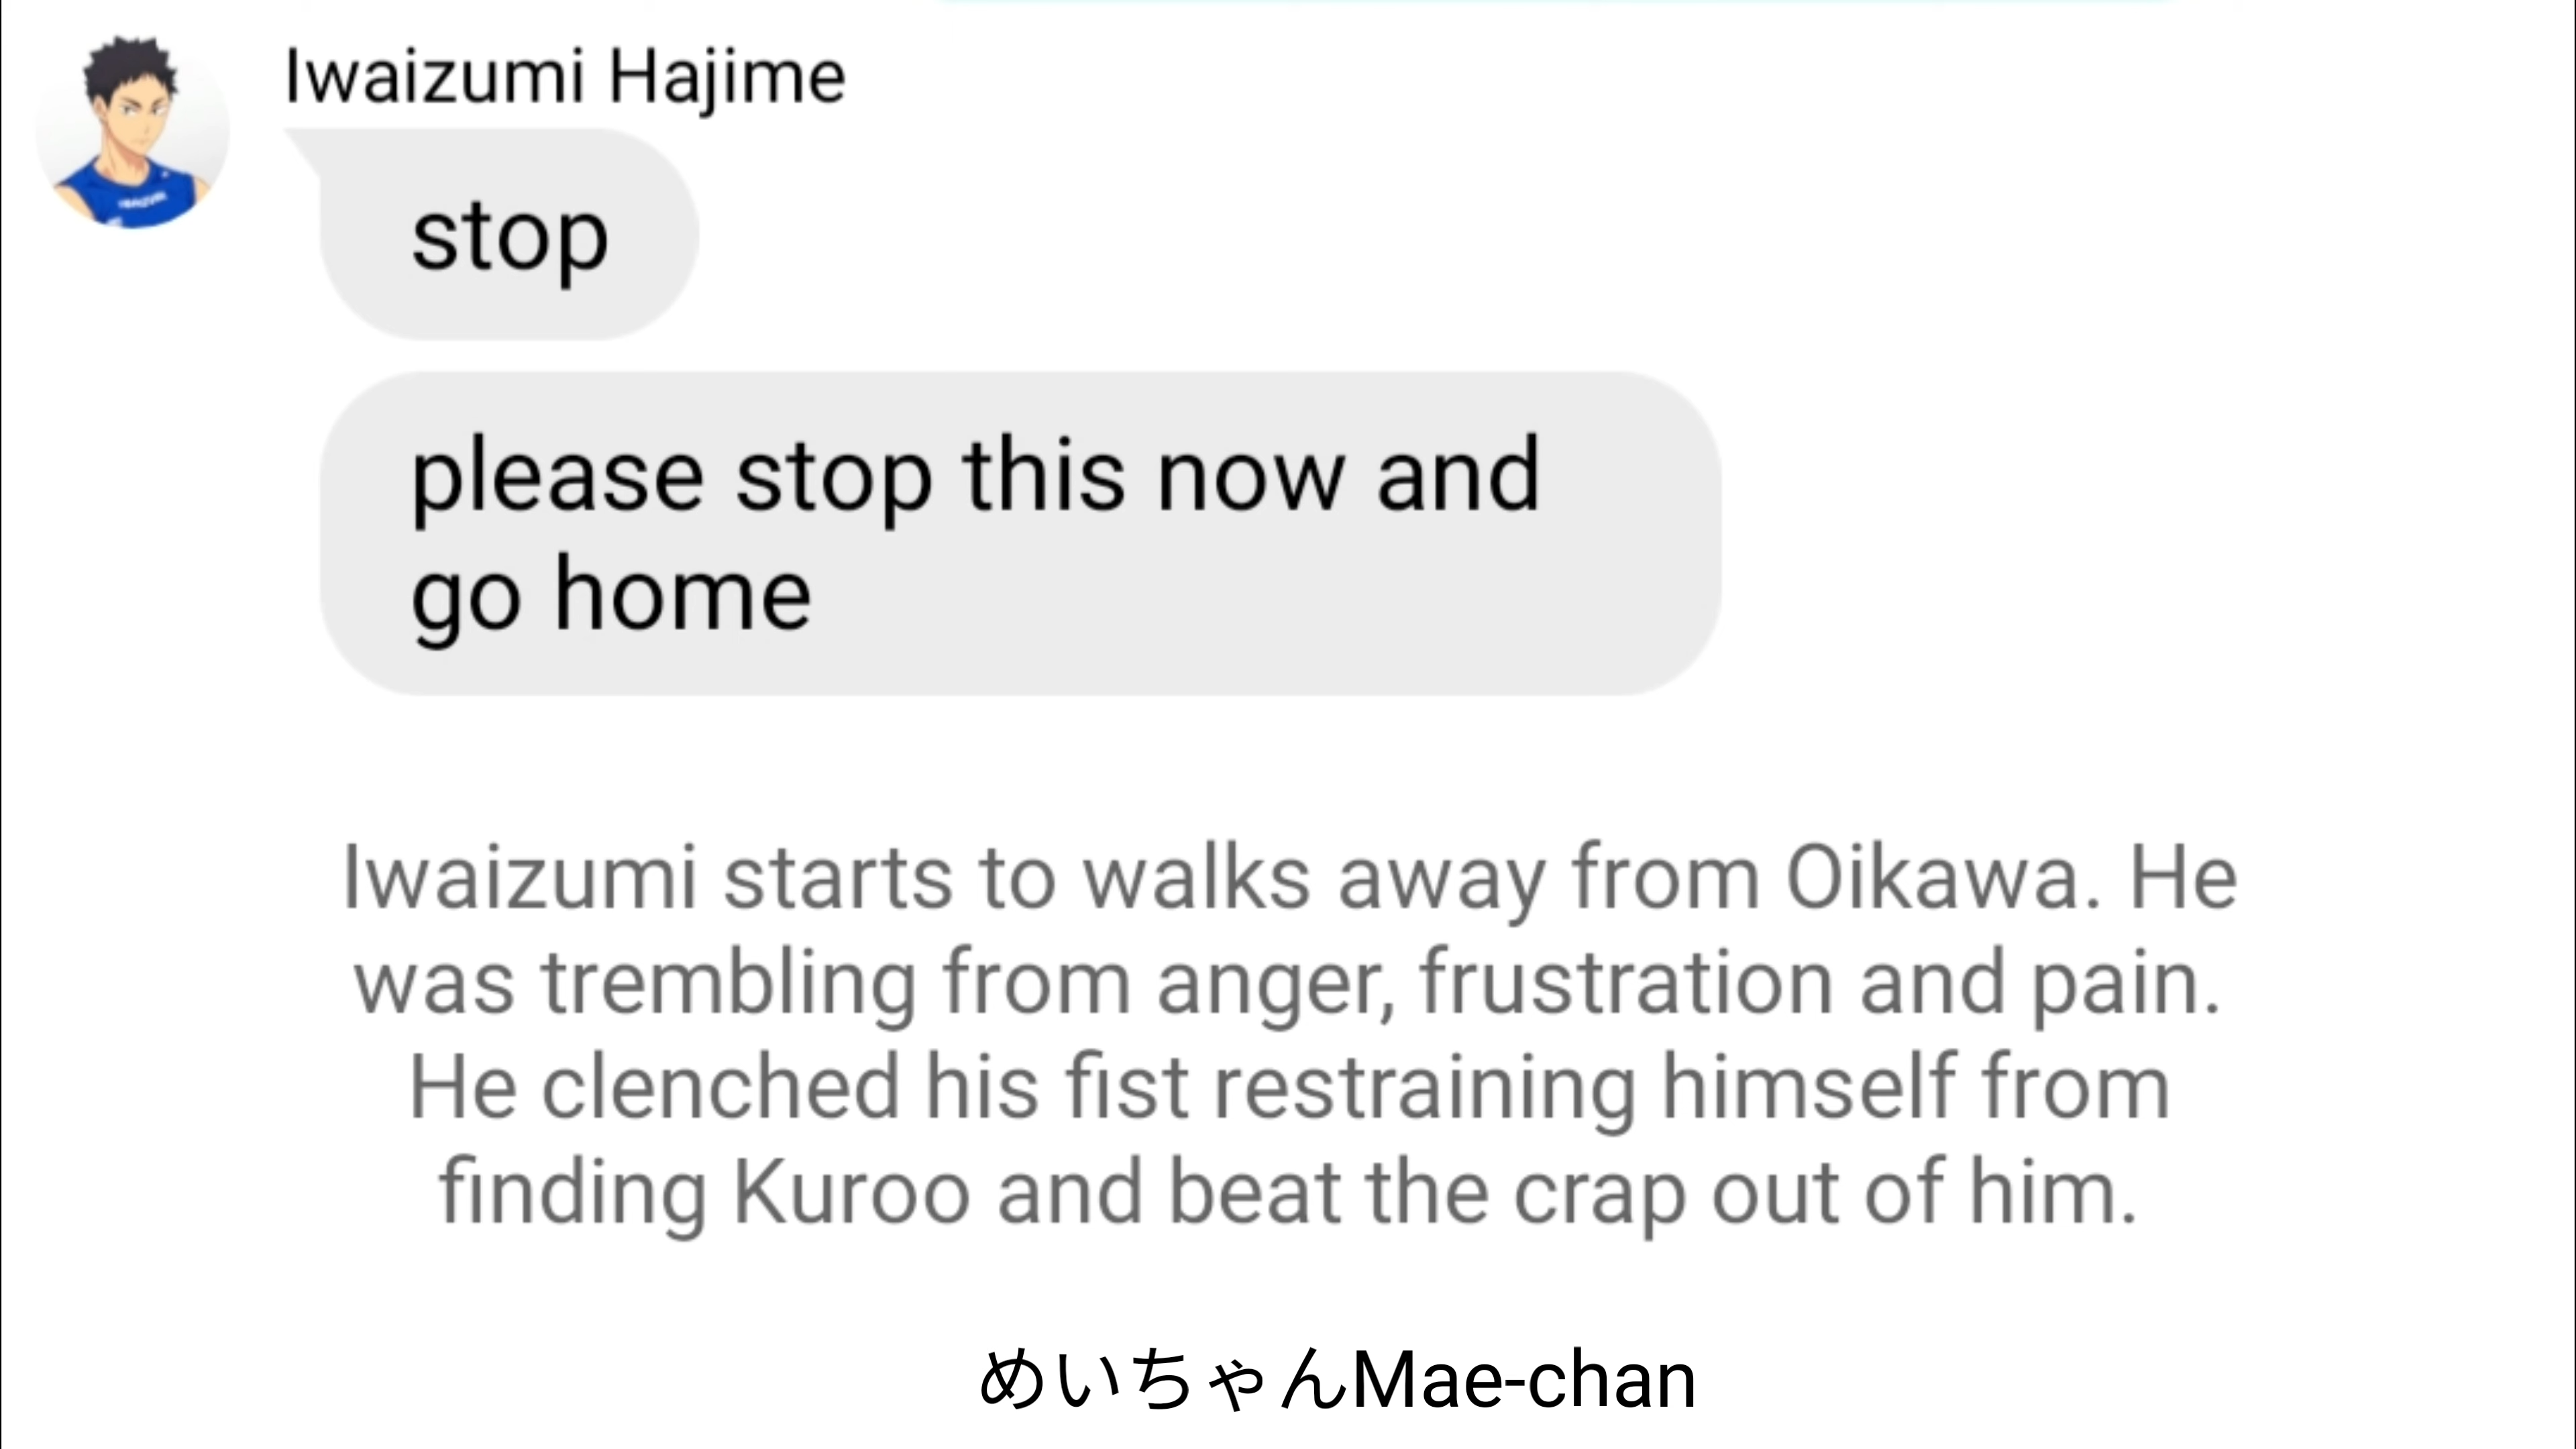 Iwaizumi Hajime
stop
please stop this now and
go home
Iwaizumi starts to walks away from Oikawa. He
was trembling from anger, frustration and pain.
He clenched his fist restraining himself from
finding Kuroo and beat the crap out of him.
めいちゃんMae-chan